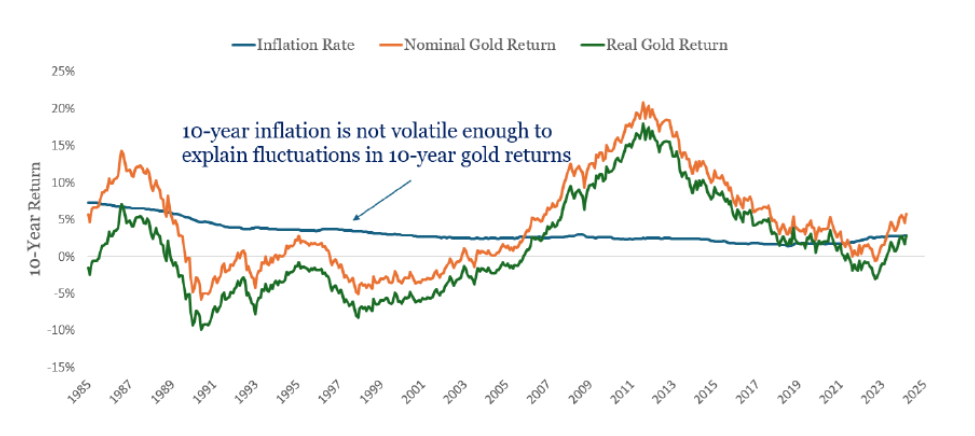 Inflation Rate Nominal Gold Return Real Gold Return
25%
20%
15%
10%
5%
0%
-5%
-10%
-15%
10-Year Return
10-year inflation is not volatile enough to
explain fluctuations in 10-year gold returns
1985 1987 1989 1991 1993 1995 1997 1999 2001 2003 2005 2007 2009 2011 2013 2015 2017 2019 2021 2023 2025